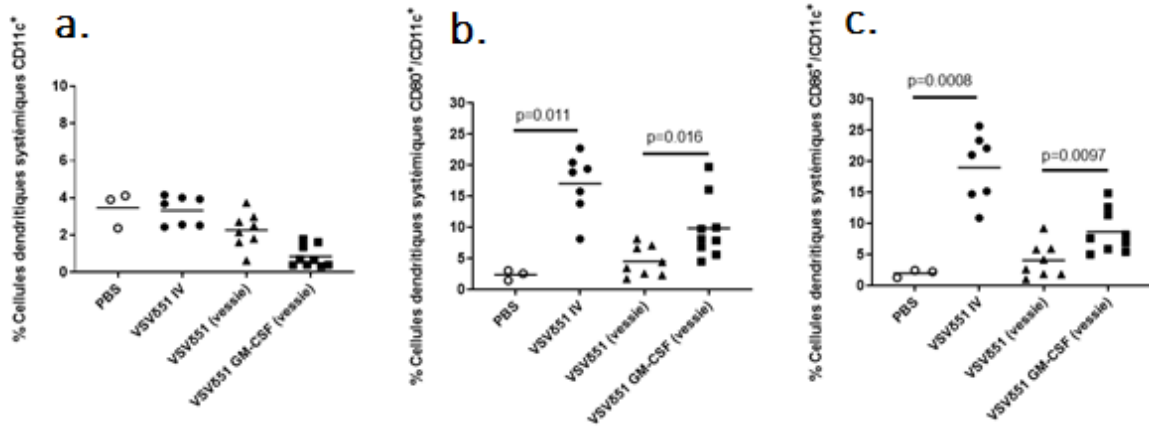 a.
% Cellules dendritiques systémiques CD11c⁺
10
8
6
4
2
0
PBS
VSVδ51 IV
VSVδ51 (vessie)
VSVδ51 GM-CSF (vessie)
b.
% Cellules dendritiques systémiques CD80⁺/CD11c⁺
30
25
20
15
10
5
0
p=0.011
p=0.016
PBS
VSVδ51 IV
VSVδ51 (vessie)
VSVδ51 GM-CSF (vessie)
c.
% Cellules dendritiques systémiques CD86⁺/CD11c⁺
30
25
20
15
10
5
0
p=0.0008
p=0.0097
PBS
VSVδ51 IV
VSVδ51 (vessie)
VSVδ51 GM-CSF (vessie)